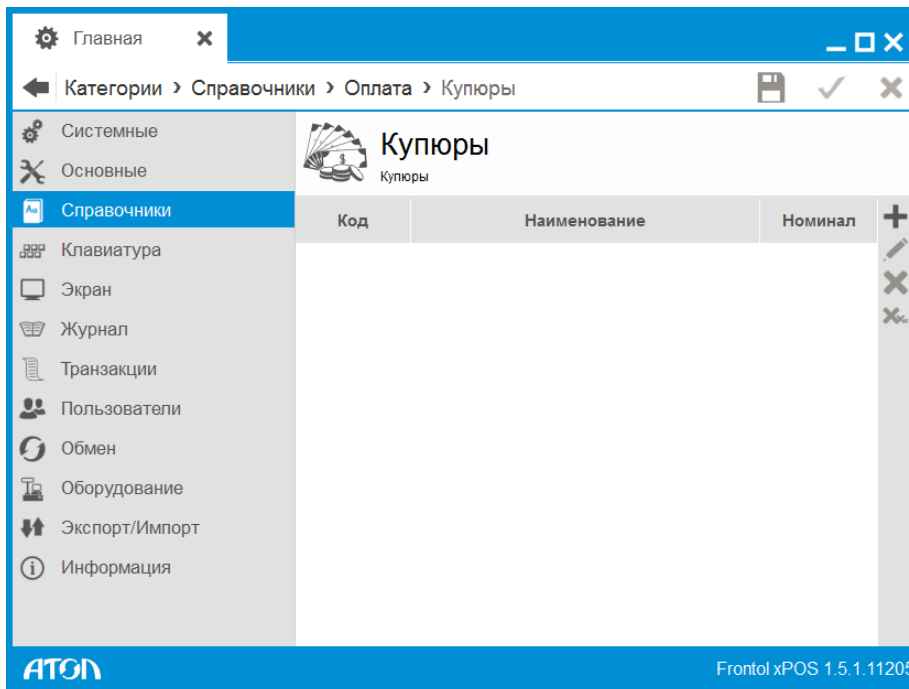 Главная
Категории › Справочники › Оплата › Купюры
Системные
Основные
Справочники
Клавиатура
Экран
Журнал
Транзакции
Пользователи
Обмен
Оборудование
Экспорт/Импорт
Информация
Купюры
Купюры
Код Наименование Номинал
АТОЛ
Frontol xPOS 1.5.1.11205